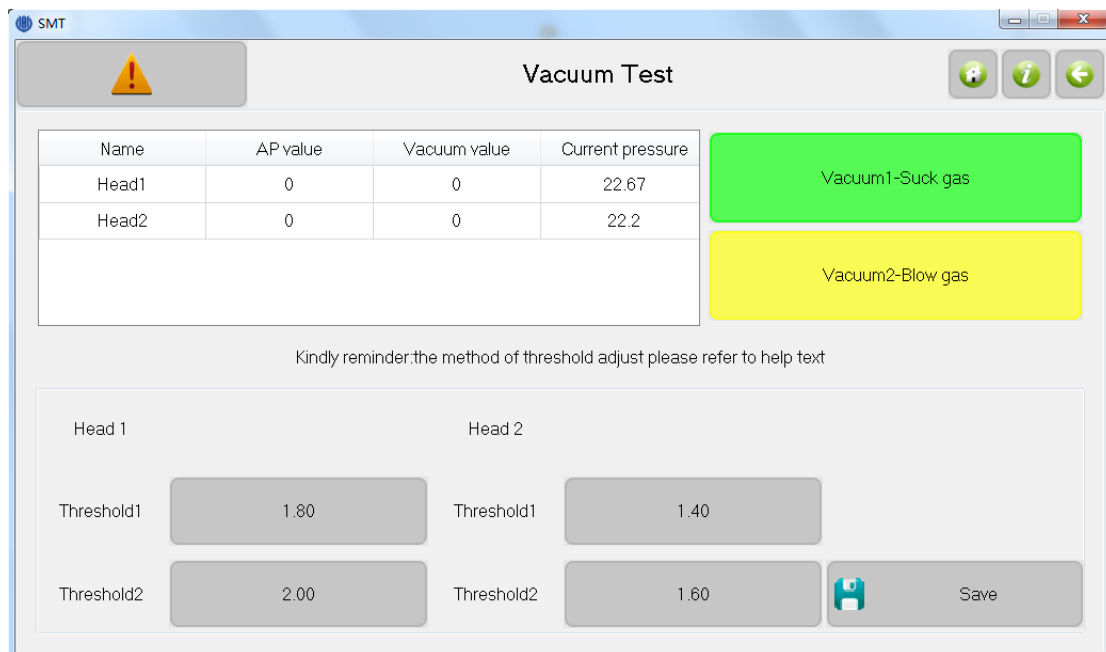 SMT
Vacuum Test
Name AP value Vacuum value Current pressure
Head1 0 0 22.67
Head2 0 0 22.2
Vacuum1-Suck gas
Vacuum2-Blow gas
Kindly reminder:the method of threshold adjust please refer to help text
Head 1 Head 2
Threshold1 1.80 Threshold1 1.40
Threshold2 2.00 Threshold2 1.60 Save